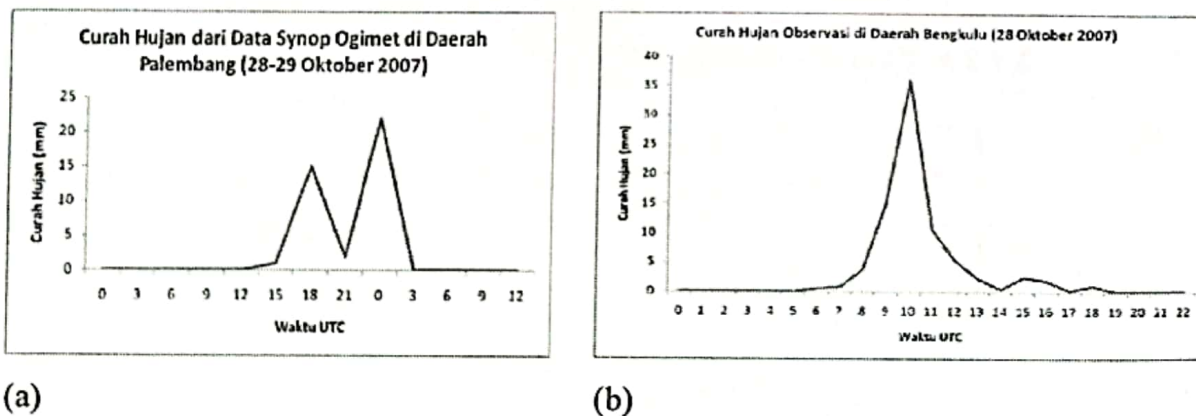 Curah Hujan dari Data Synop Ogimet di Daerah
Palembang (28-29 Oktober 2007)
25
20
15
10
5
0
Curah Hujan (mm)
0 3 6 9 12 15 18 21 0 3 6 9 12
Waktu UTC
(a)
Curah Hujan Observasi di Daerah Bengkulu (28 Oktober 2007)
40
35
30
25
20
15
10
5
0
Curah Hujan (mm)
0 1 2 3 4 5 6 7 8 9 10 11 12 13 14 15 16 17 18 19 20 21 22
Waktu UTC
(b)